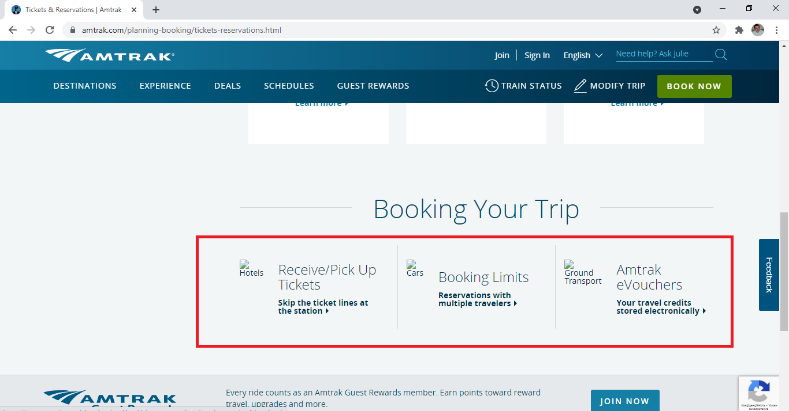 Tickets & Reservations | Amtrak
amtrak.com/planning-booking/tickets-reservations.html
AMTRAK
Join | Sign In English Need help? Ask Julie
DESTINATIONS EXPERIENCE DEALS SCHEDULES GUEST REWARDS TRAIN STATUS MODIFY TRIP BOOK NOW
Learn more Learn more
Booking Your Trip
Hotels
Receive/Pick Up
Tickets
Skip the ticket lines at
the station
Cars
Booking Limits
Reservations with
multiple travelers
Ground
Transport
Amtrak
eVouchers
Your travel credits
stored electronically
Feedback
AMTRAK
Guest Rewards
Every ride counts as an Amtrak Guest Rewards member. Earn points toward reward
travel, upgrades and more.
JOIN NOW